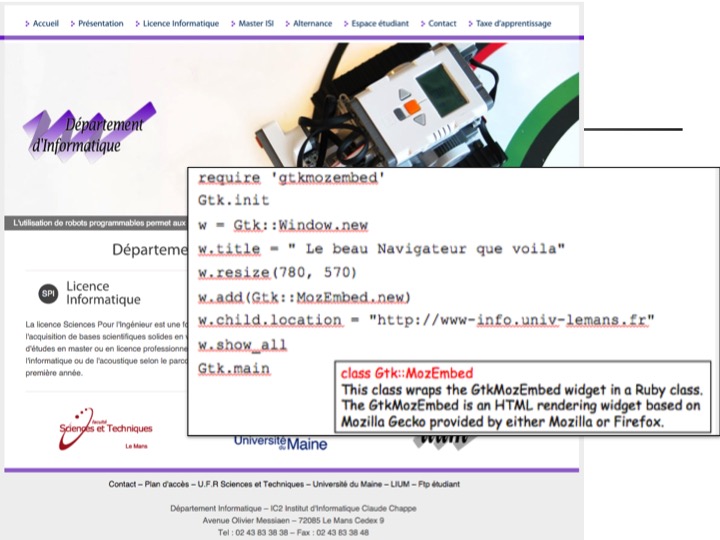 Accueil Présentation Licence Informatique Master ISI Alternance Espace étudiant Contact Taxe d'apprentissage
Département
d'Informatique
L'utilisation de robots programmables permet aux
Départeme
SPI
Licence
Informatique
La licence Sciences Pour l'Ingénieur est une fo
l'acquisition de bases scientifiques solides en
d'études en master ou en licence professionne
l'informatique ou de l'acoustique selon le parco
première année.
require 'gtkmozembed'
Gtk.init
w = Gtk::Window.new
w.title = " Le beau Navigateur que voila"
w.resize(780, 570)
w.add(Gtk::MozEmbed.new)
w.child.location = "http://www-info.univ-lemans.fr"
w.show_all
Gtk.main
class Gtk::MozEmbed
This class wraps the GtkMozEmbed widget in a Ruby class.
The GtkMozEmbed is an HTML rendering widget based on
Mozilla Gecko provided by either Mozilla or Firefox.
faculté
Sciences et Techniques
Le Mans
Université du Maine
Contact – Plan d'accès – U.F.R Sciences et Techniques – Université du Maine – LIUM – Ftp étudiant
Département Informatique – IC2 Institut d'Informatique Claude Chappe
Avenue Olivier Messiaen – 72085 Le Mans Cedex 9
Tel : 02 43 83 38 38 – Fax : 02 43 83 38 48